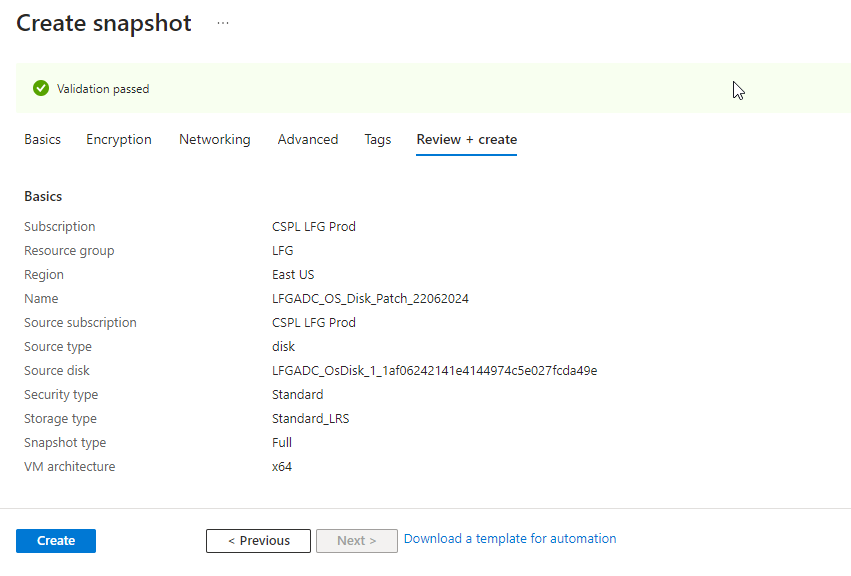 Create snapshot ...
Validation passed
Basics Encryption Networking Advanced Tags Review + create
Basics
Subscription CSPL LFG Prod
Resource group LFG
Region East US
Name LFGADC_OS_Disk_Patch_22062024
Source subscription CSPL LFG Prod
Source type disk
Source disk LFGADC_OsDisk_1_1af06242141e4144974c5e027fcda49e
Security type Standard
Storage type Standard_LRS
Snapshot type Full
VM architecture x64
Create < Previous Next > Download a template for automation